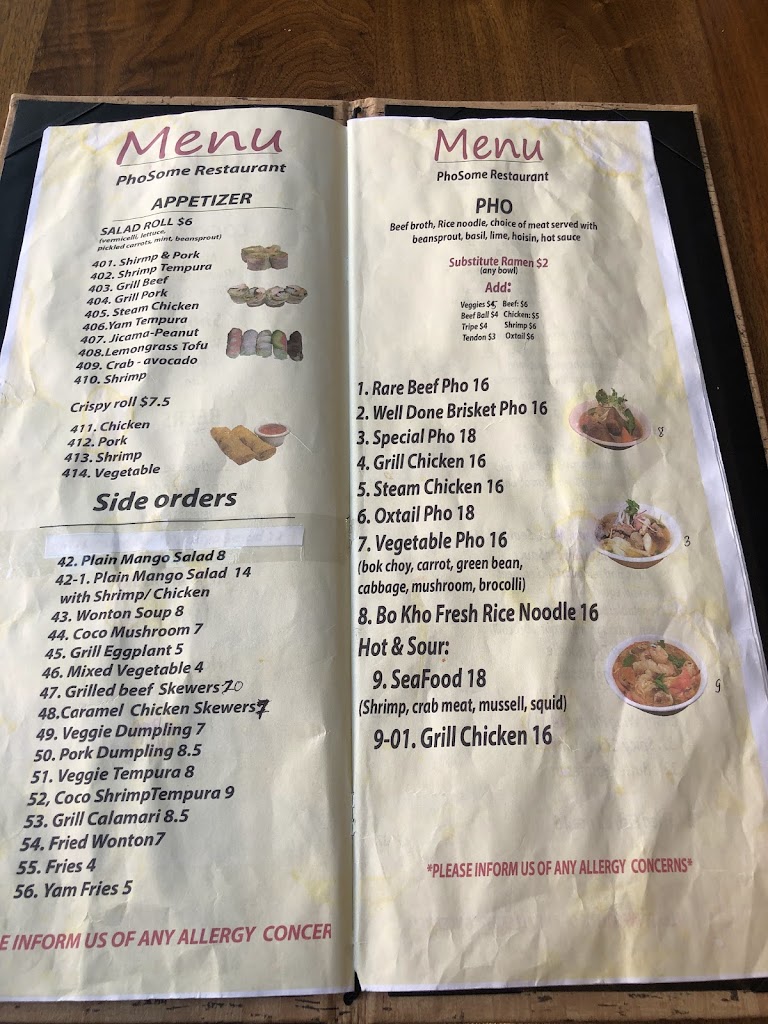 Menu
PhoSome Restaurant
APPETIZER
SALAD ROLL $6
(vermicelli, lettuce,
pickled carrots, mint, beansprout)
401. Shirmp & Pork
402. Shrimp Tempura
403. Grill Beef
404. Grill Pork
405. Steam Chicken
406.Yam Tempura
407. Jicama-Peanut
408.Lemongrass Tofu
409. Crab - avocado
410. Shrimp
Crispy roll $7.5
411. Chicken
412. Pork
413. Shrimp
414. Vegetable
Side orders
42. Plain Mango Salad 8
42-1. Plain Mango Salad 14
with Shrimp/ Chicken
43. Wonton Soup 8
44. Coco Mushroom 7
45. Grill Eggplant 5
46. Mixed Vegetable 4
47. Grilled beef Skewers
48.Caramel Chicken Skewers 7
49. Veggie Dumpling 7
50. Pork Dumpling 8.5
51. Veggie Tempura 8
52, Coco ShrimpTempura 9
53. Grill Calamari 8.5
54. Fried Wonton7
55. Fries 4
56. Yam Fries 5
E INFORM US OF ANY ALLERGY CONCER
Menu
PhoSome Restaurant
PHO
Beef broth, Rice noodle, choice of meat served with
beansprout, basil, lime, hoisin, hot sauce
Substitute Ramen $2
(any bowl)
Add:
Veggies Beef: $6
Beef Ball $4 Chicken: $5
Tripe $4 Shrimp $6
Tendon $3 Oxtail $6
1. Rare Beef Pho 16
2. Well Done Brisket Pho 16
3. Special Pho 18
4. Grill Chicken 16
5. Steam Chicken 16
6. Oxtail Pho 18
7. Vegetable Pho 16
(bok choy, carrot, green bean,
cabbage, mushroom, brocolli)
8. Bo Kho Fresh Rice Noodle 16
Hot & Sour:
9. SeaFood 18
(Shrimp, crab meat, mussell, squid)
9-01. Grill Chicken 16
8
3
9
*PLEASE INFORM US OF ANY ALLERGY CONCERNS*